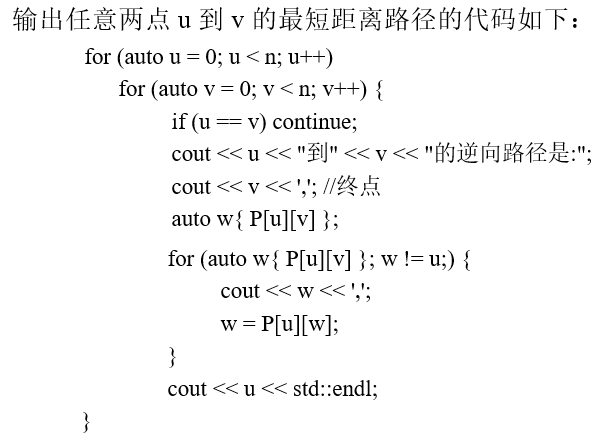 输出任意两点 u 到 v 的最短距离路径的代码如下：
for (auto u = 0; u < n; u++)
for (auto v = 0; v < n; v++) {
if (u == v) continue;
cout << u << "到" << v << "的逆向路径是:";
cout << v << ','; //终点
auto w{ P[u][v] };
for (auto w{ P[u][v] }; w != u;) {
cout << w << ',';
w = P[u][w];
}
cout << u << std::endl;
}